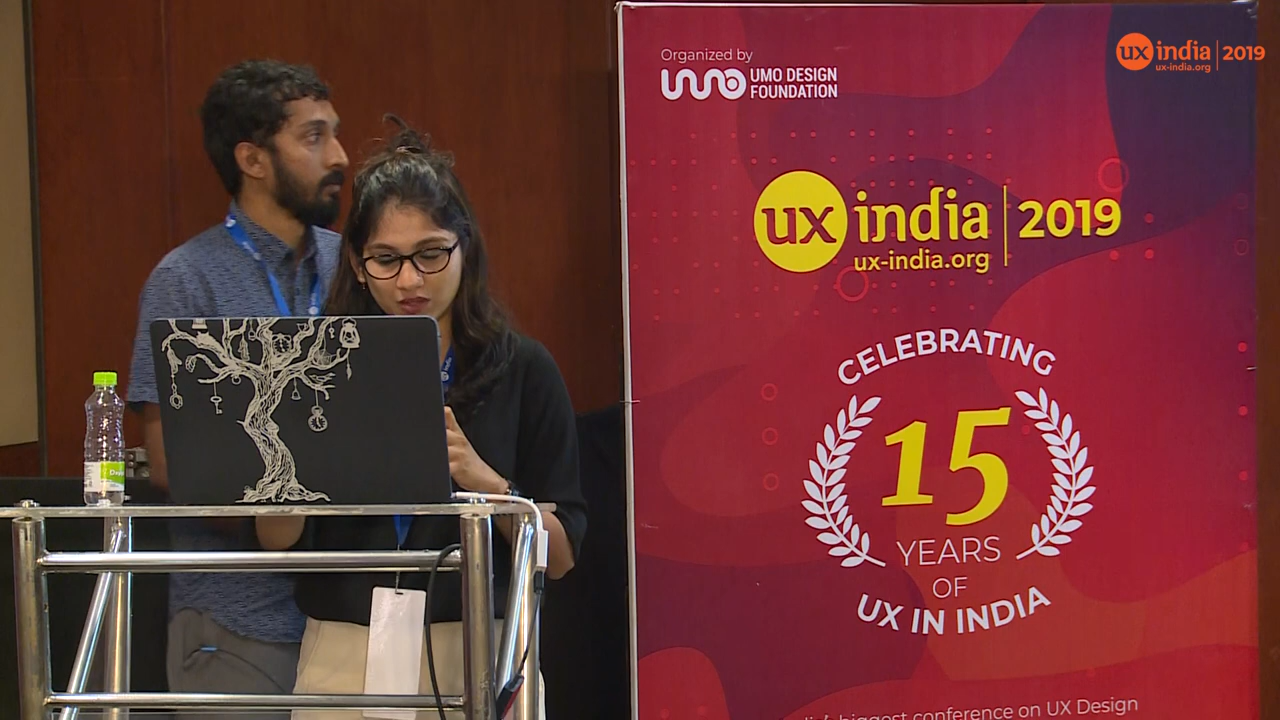 Organized by
UMO DESIGN
FOUNDATION
ux india 2019
ux-india.org
ux india 2019
ux-india.org
CELEBRATING
15
YEARS
OF
UX IN INDIA
biggest conference on UX Design